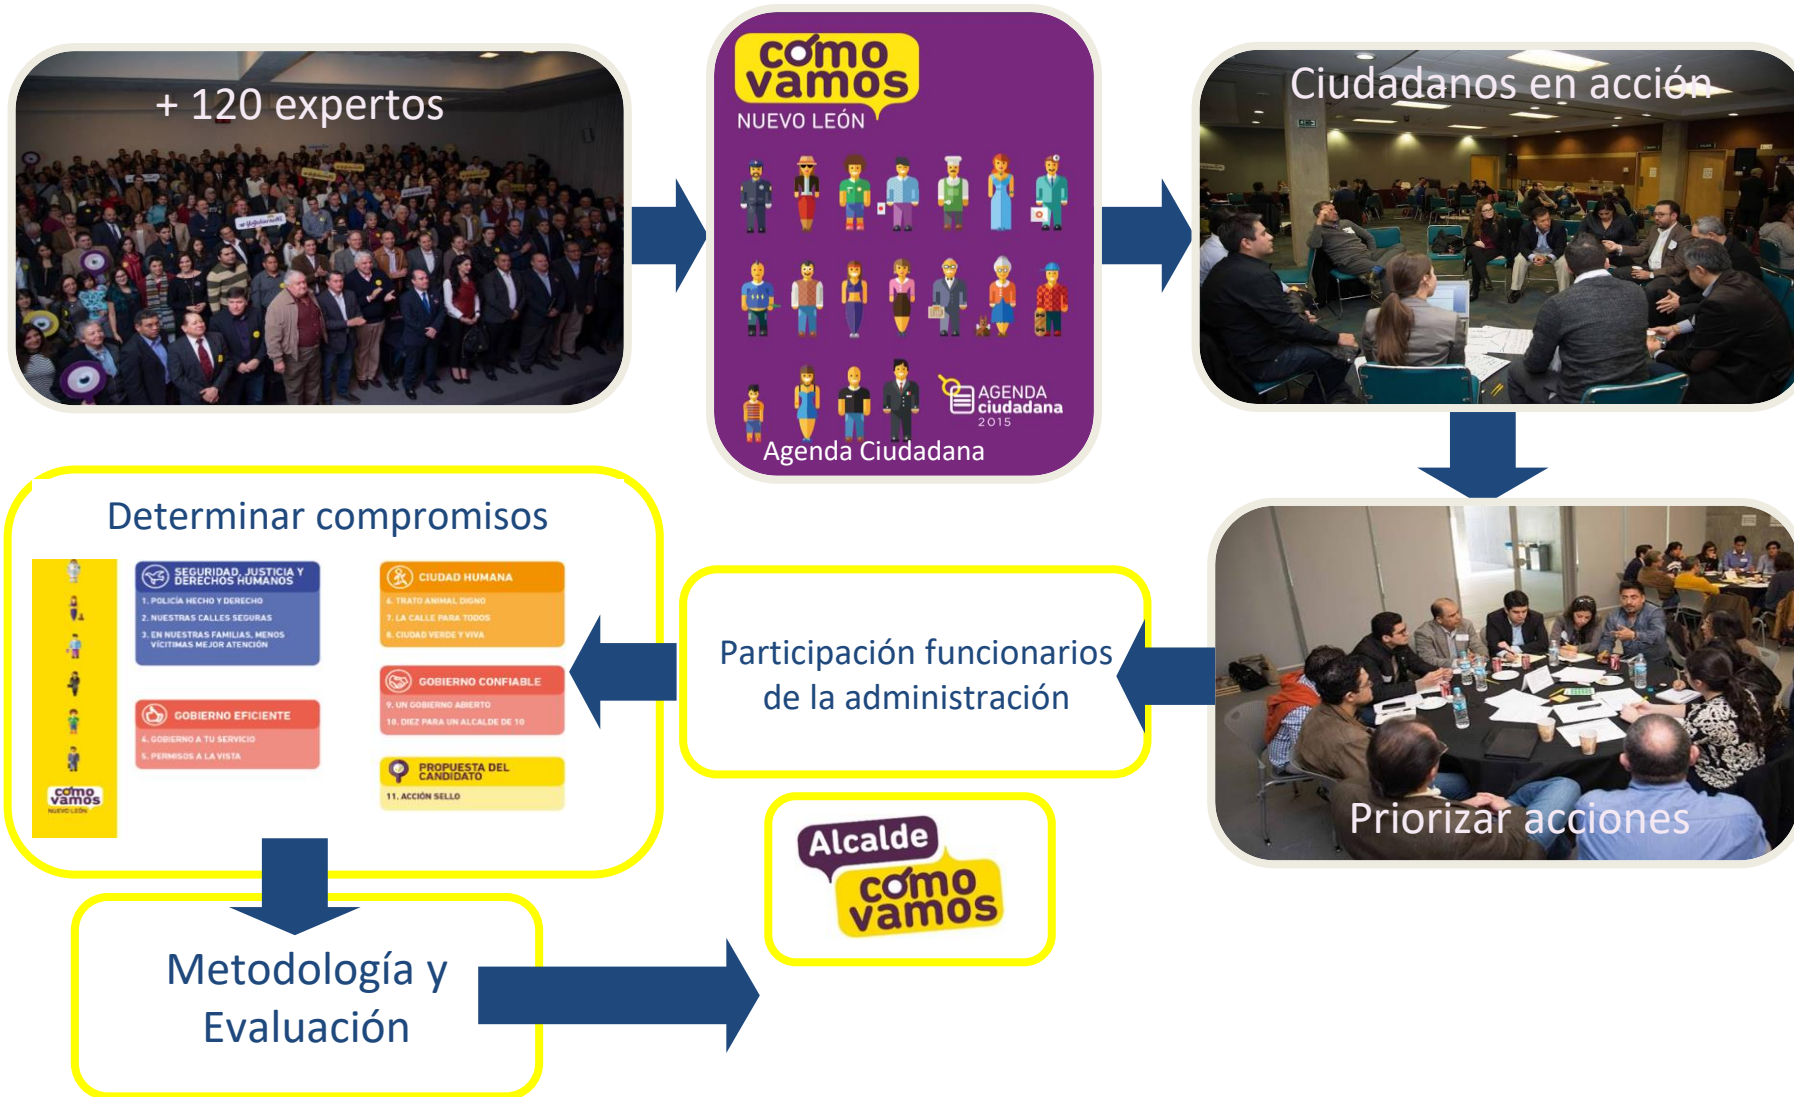 + 120 expertos
cómo
vamos
NUEVO LEÓN
AGENDA
ciudadana
2015
Agenda Ciudadana
Ciudadanos en acción
Priorizar acciones
Participación funcionarios
de la administración
Determinar compromisos
SEGURIDAD, JUSTICIA Y
DERECHOS HUMANOS
1. POLICÍA HECHO Y DERECHO
2. NUESTRAS CALLES SEGURAS
3. EN NUESTRAS FAMILIAS, MENOS
VÍCITIMAS MEJOR ATENCIÓN
GOBIERNO EFICIENTE
4. GOBIERNO A TU SERVICIO
5. PERMISOS A LA VISTA
CIUDAD HUMANA
6. TRATO ANIMAL DIGNO
7. LA CALLE PARA TODOS
8. CIUDAD VERDE Y VIVA
GOBIERNO CONFIABLE
9. UN GOBIERNO ABIERTO
10. DIEZ PARA UN ALCALDE DE 10
PROPUESTA DEL
CANDIDATO
11. ACCIÓN SELLO
cómo
vamos
NUEVO LEÓN
Metodología y
Evaluación
Alcalde
cómo
vamos